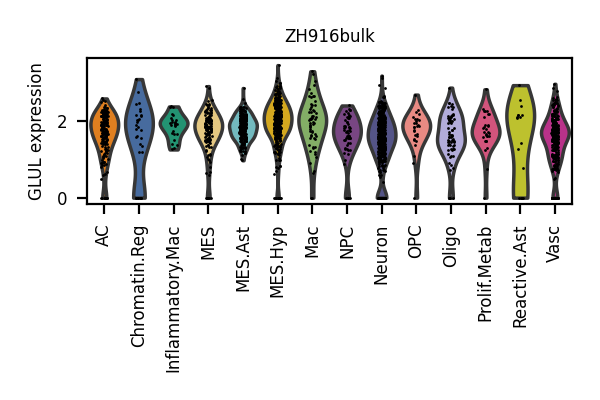 ZH916bulk
GLUL expression
2
0
AC
Chromatin.Reg
Inflammatory.Mac
MES
MES.Ast
MES.Hyp
Mac
NPC
Neuron
OPC
Oligo
Prolif.Metab
Reactive.Ast
Vasc